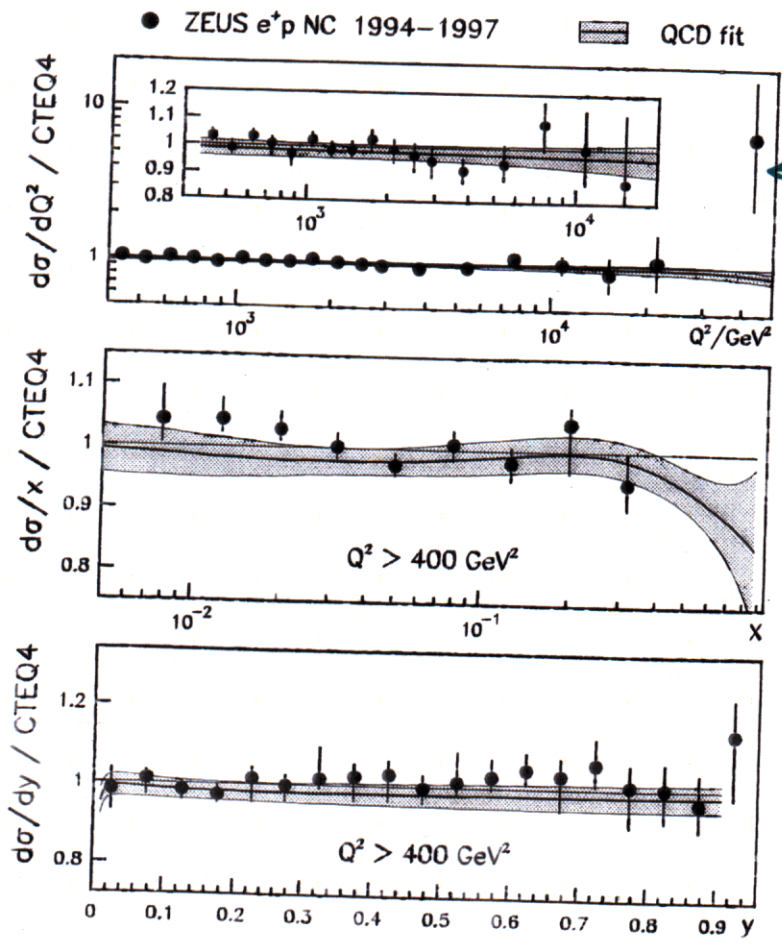 ZEUS e⁺p NC 1994–1997
QCD fit
dσ/dQ² / CTEQ4
10
1
1.2
1.1
1
0.9
0.8
10³
10⁴
10³
10⁴
Q²/GeV²
dσ/x / CTEQ4
1.1
1
0.9
0.8
Q² > 400 GeV²
10⁻²
10⁻¹
x
dσ/dy / CTEQ4
1.2
1
0.8
Q² > 400 GeV²
0 0.1 0.2 0.3 0.4 0.5 0.6 0.7 0.8 0.9 y